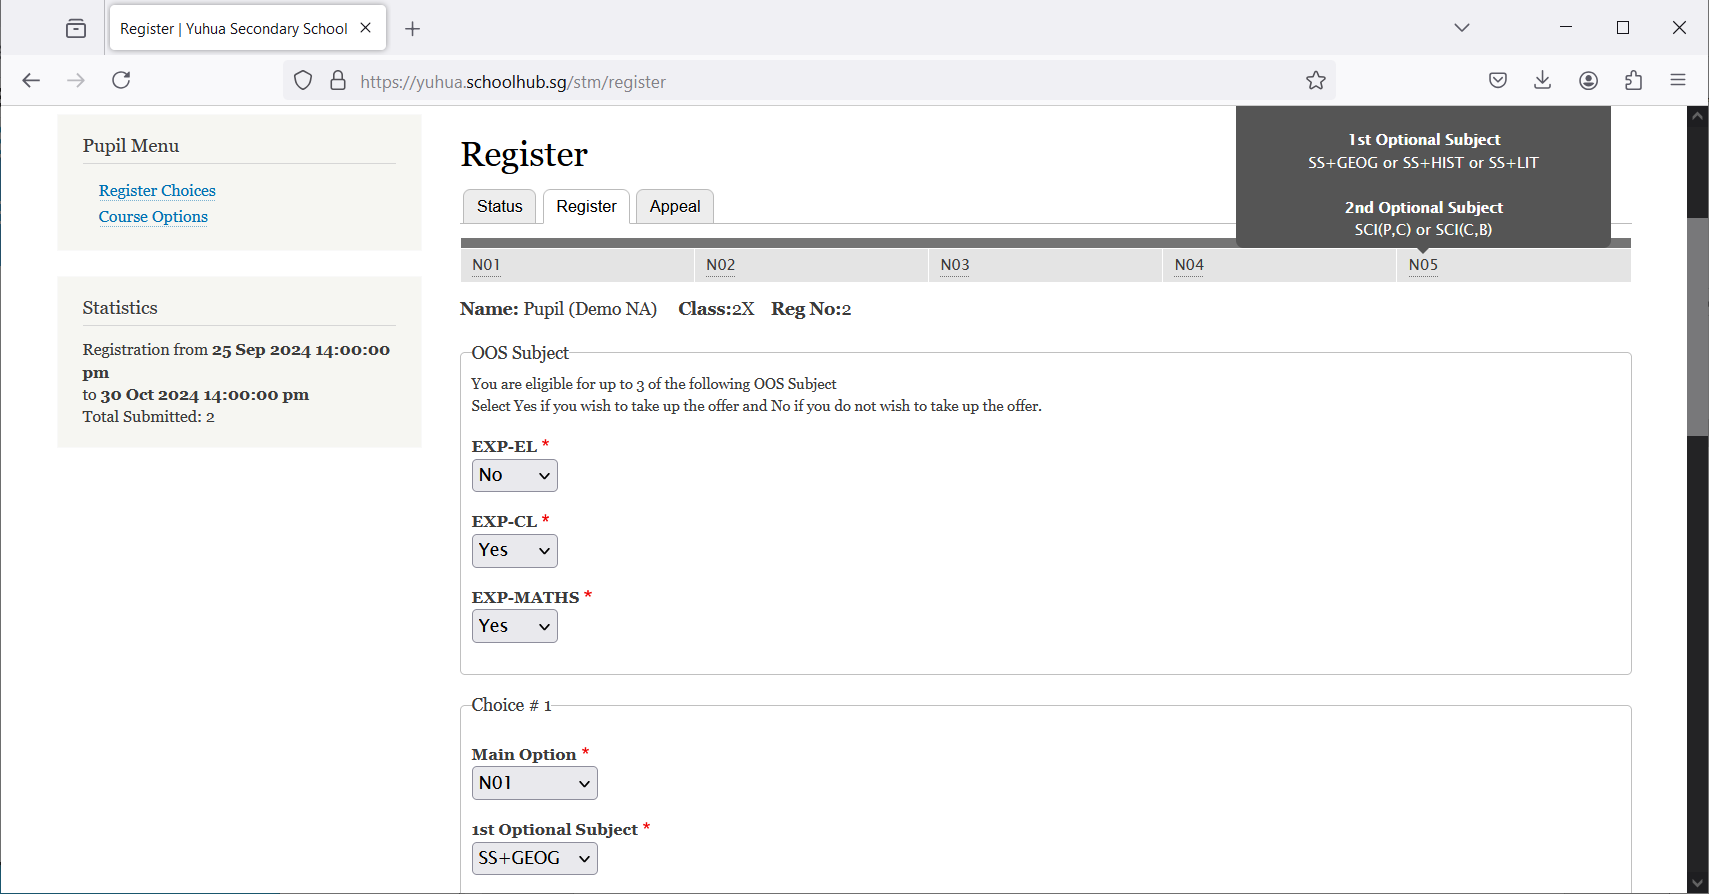 Register | Yuhua Secondary School
https://yuhua.schoolhub.sg/stm/register
Pupil Menu
Register Choices
Course Options
Statistics
Registration from 25 Sep 2024 14:00:00
pm
to 30 Oct 2024 14:00:00 pm
Total Submitted: 2
Register
Status
Register
Appeal
1st Optional Subject
SS+GEOG or SS+HIST or SS+LIT
2nd Optional Subject
SCI(P,C) or SCI(C,B)
N01
N02
N03
N04
N05
Name: Pupil (Demo NA) Class:2X Reg No:2
OOS Subject
You are eligible for up to 3 of the following OOS Subject
Select Yes if you wish to take up the offer and No if you do not wish to take up the offer.
EXP-EL *
No
EXP-CL *
Yes
EXP-MATHS *
Yes
Choice # 1
Main Option *
N01
1st Optional Subject *
SS+GEOG